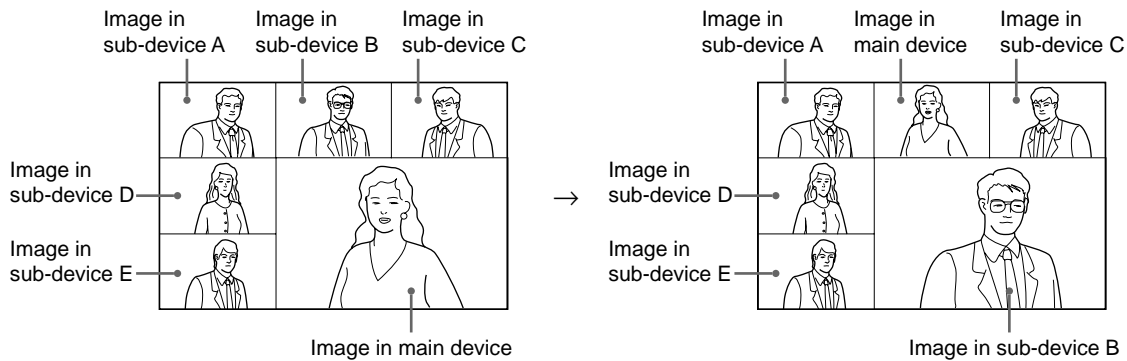 Image in
sub-device A
Image in
sub-device B
Image in
sub-device C
Image in
sub-device D
Image in
sub-device E
Image in main device
→
Image in
sub-device A
Image in
main device
Image in
sub-device C
Image in
sub-device D
Image in
sub-device E
Image in sub-device B